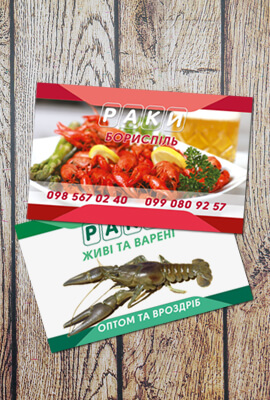 РАКИ
БОРИСПІЛЬ
098 567 02 40 099 080 92 57
РАКИ
ЖИВІ ТА ВАРЕНІ
ОПТОМ ТА ВРОЗДРІБ